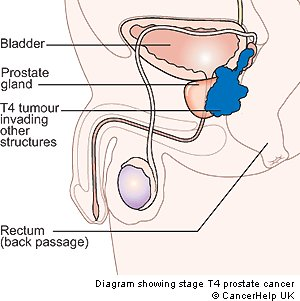 Bladder
Prostate
gland
T4 tumour
invading
other
structures
Rectum
(back passage)
Diagram showing stage T4 prostate cancer
© CancerHelp UK